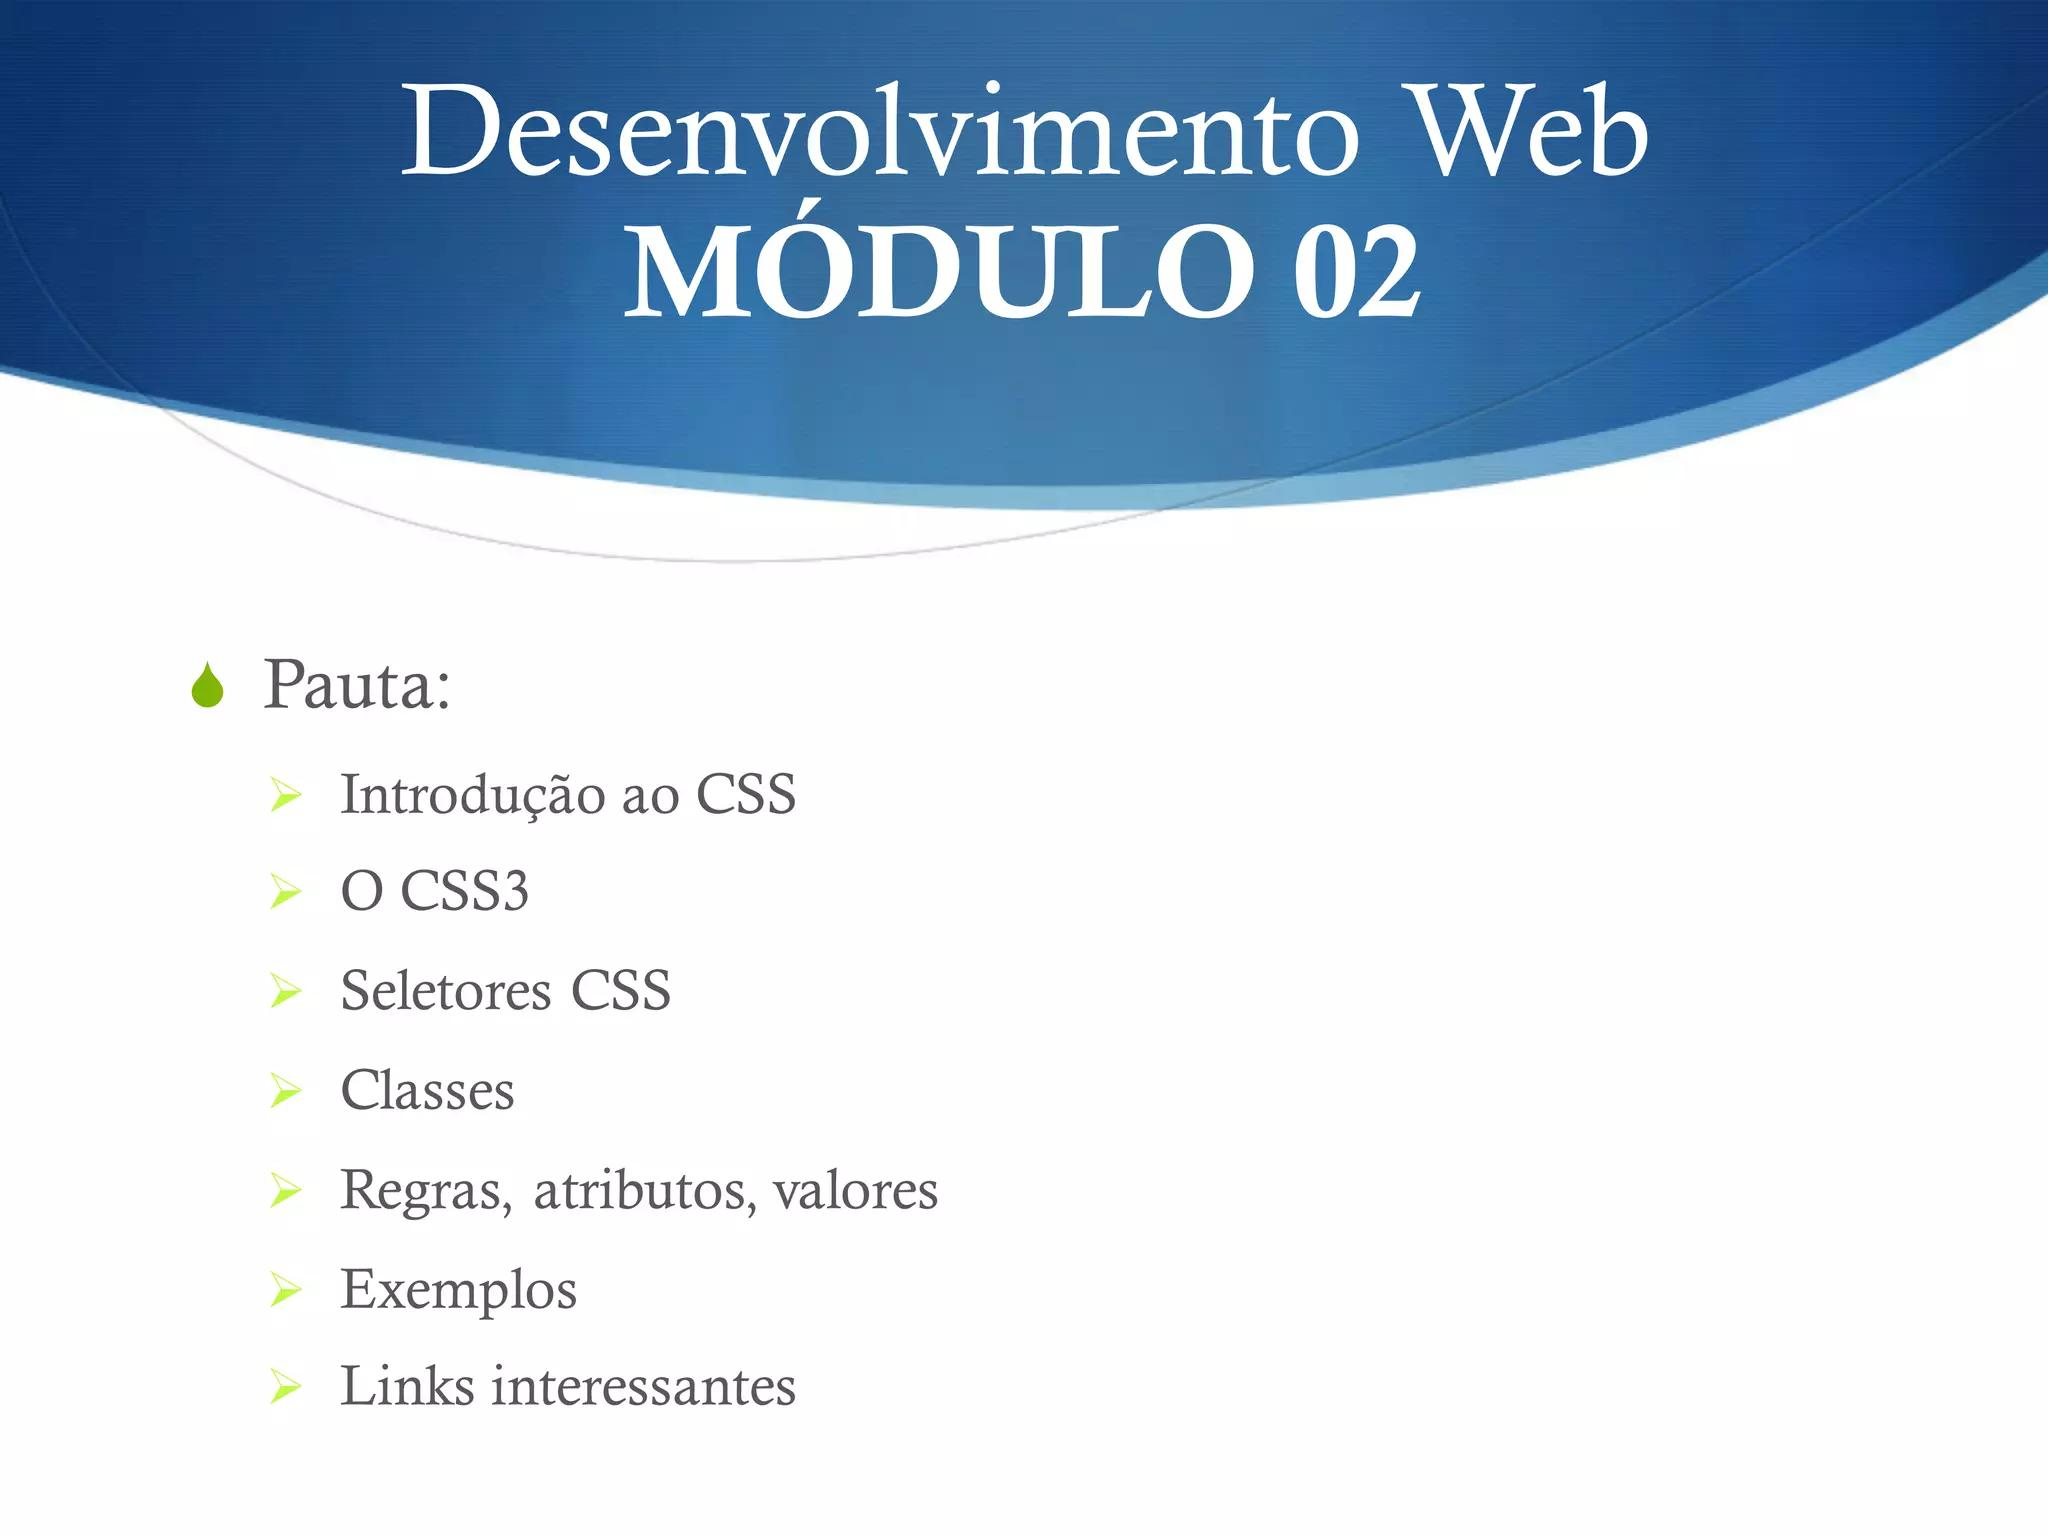 Desenvolvimento Web
MÓDULO 02
Pauta:
Introdução ao CSS
O CSS3
Seletores CSS
Classes
Regras, atributos, valores
Exemplos
Links interessantes